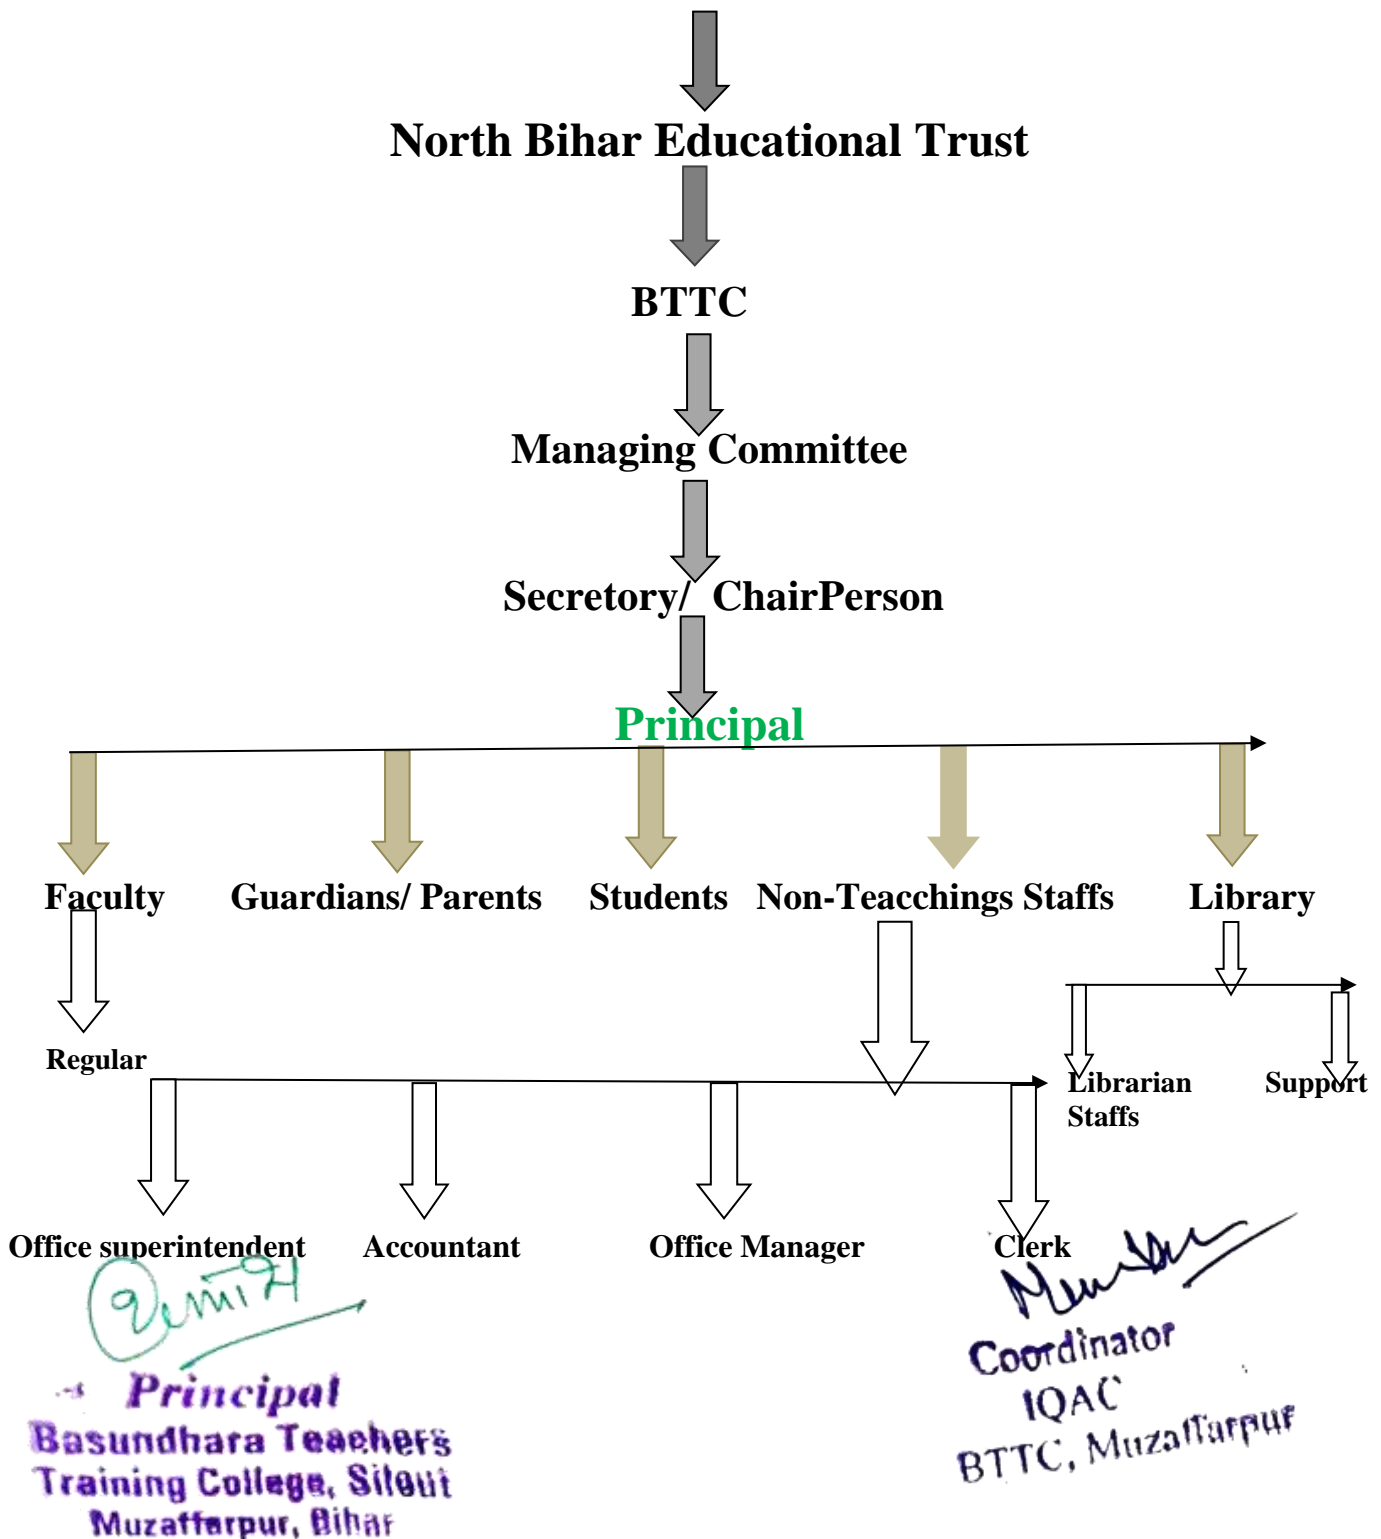 North Bihar Educational Trust
BTTC
Managing Committee
Secretory/ ChairPerson
Principal
Faculty Guardians/ Parents Students Non-Teacchings Staffs Library
Regular
Librarian Support
Staffs
Office superintendent Accountant Office Manager Clerk
Principal
Basundhara Teachers
Training College, Silout
Muzaffarpur, Bihar
Coordinator
IQAC
BTTC, Muzaffarpur